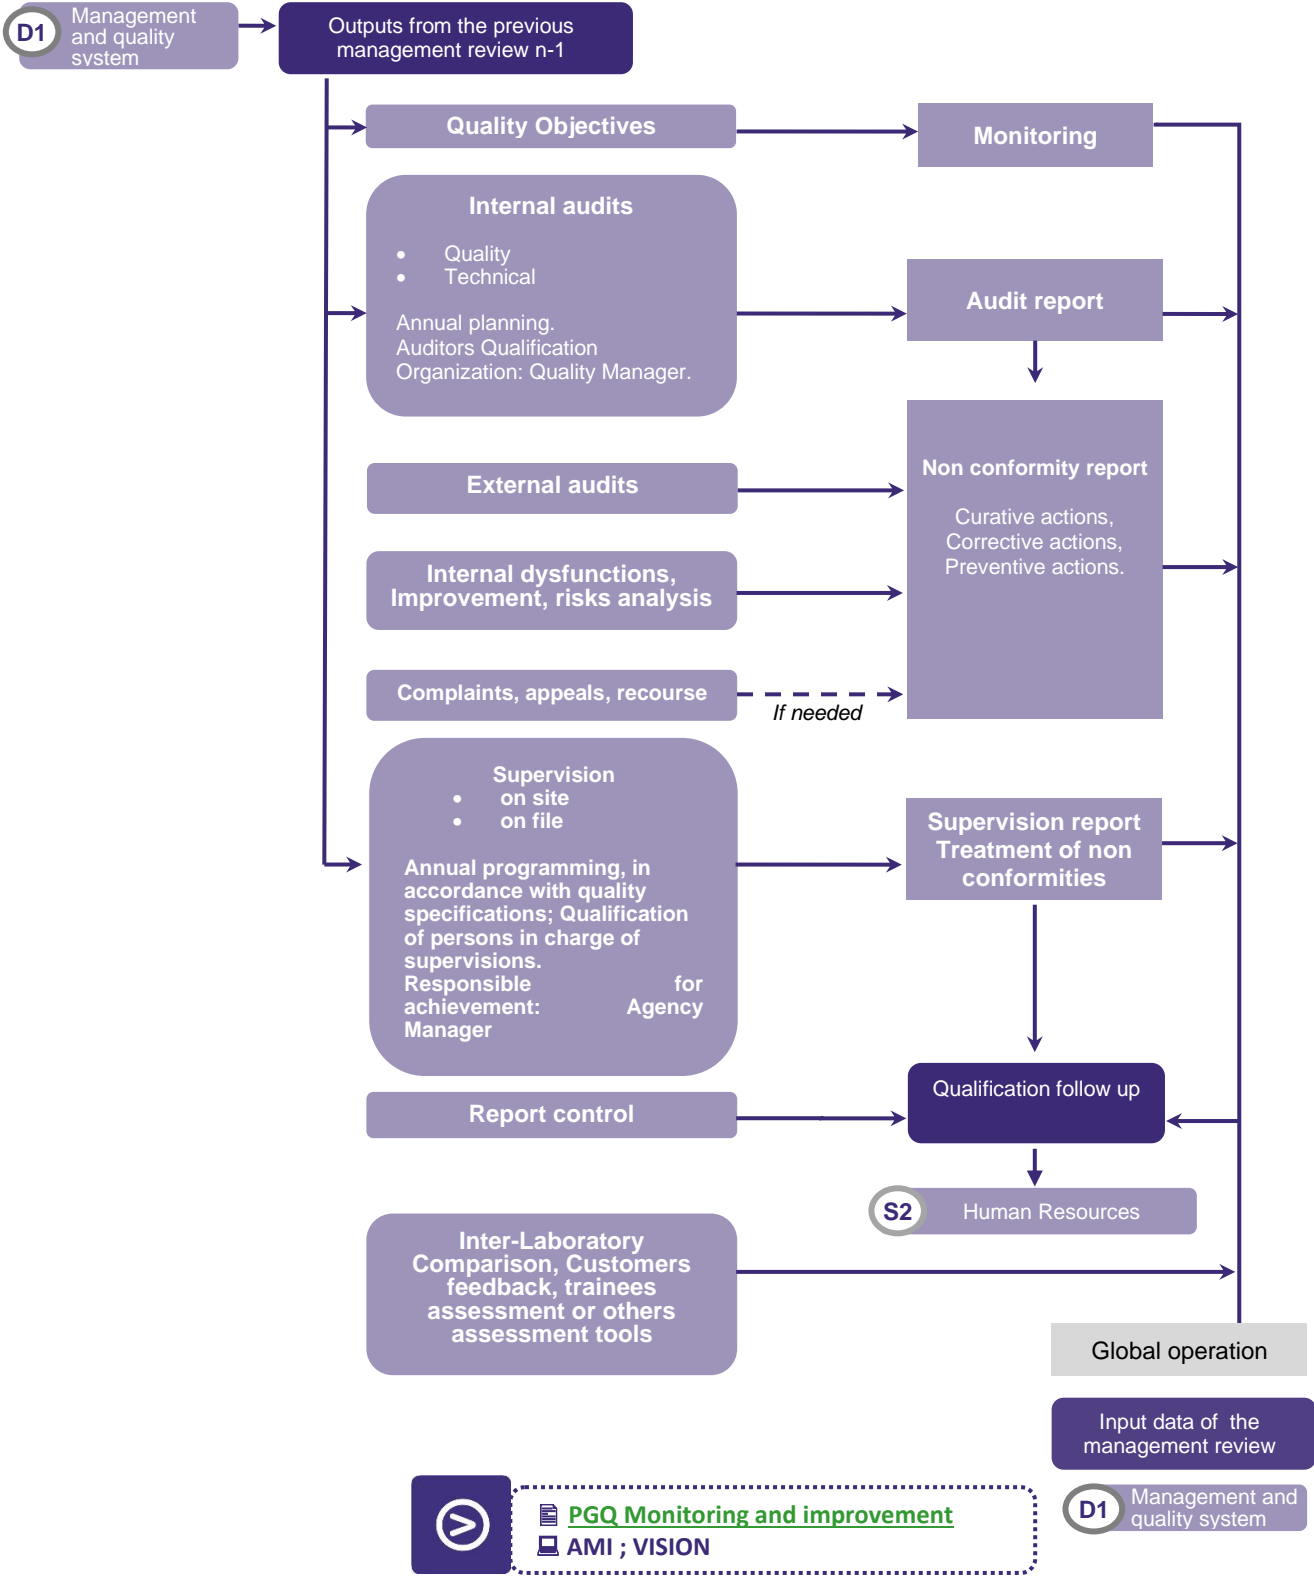 D1
Management
and quality
system
Outputs from the previous
management review n-1
Quality Objectives
Monitoring
Internal audits
• Quality
• Technical
Annual planning.
Auditors Qualification
Organization: Quality Manager.
Audit report
External audits
Non conformity report
Curative actions,
Corrective actions,
Preventive actions.
Internal dysfunctions,
Improvement, risks analysis
Complaints, appeals, recourse
If needed
Supervision
• on site
• on file
Annual programming, in
accordance with quality
specifications; Qualification
of persons in charge of
supervisions.
Responsible for
achievement: Agency
Manager
Supervision report
Treatment of non
conformities
Report control
Qualification follow up
S2
Human Resources
Inter-Laboratory
Comparison, Customers
feedback, trainees
assessment or others
assessment tools
Global operation
Input data of the
management review
D1
Management and
quality system
PGQ Monitoring and improvement
AMI ; VISION